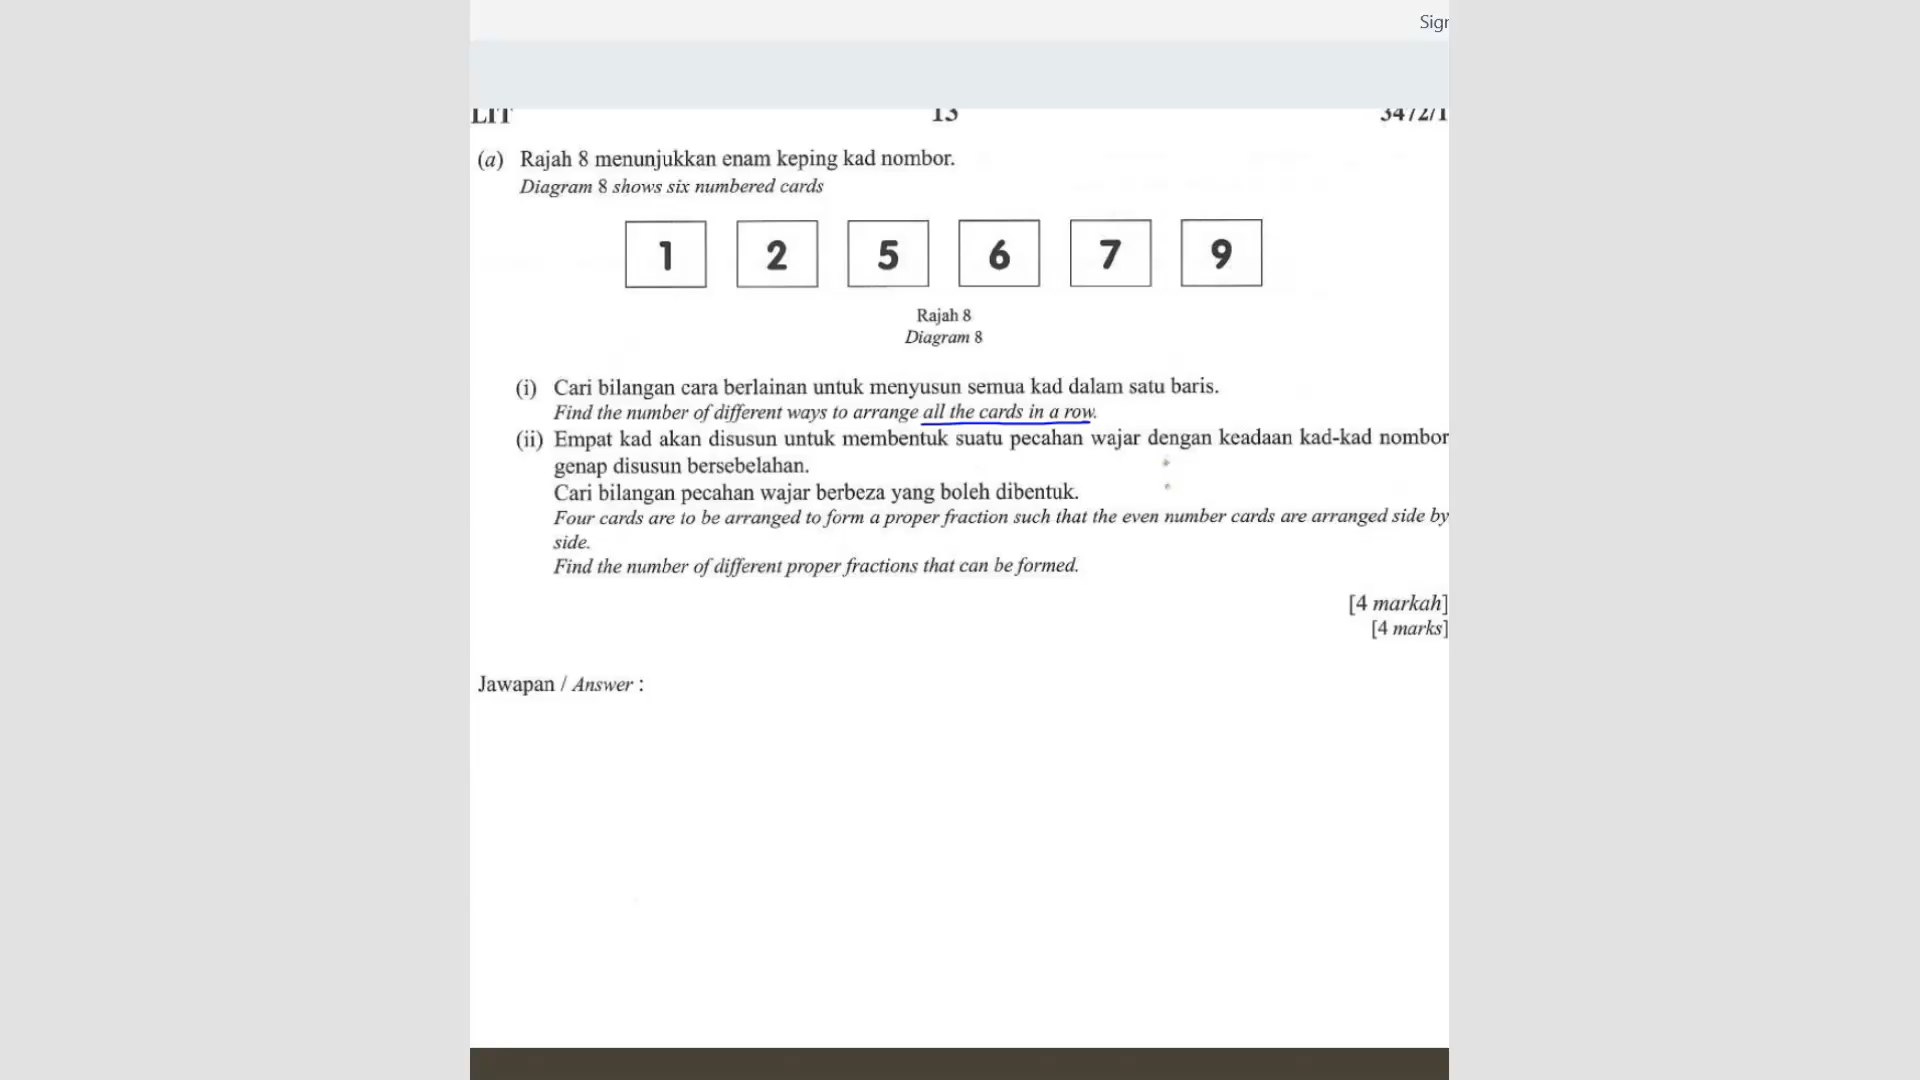 Sign
LIT 13 3472/1
(a) Rajah 8 menunjukkan enam keping kad nombor.
Diagram 8 shows six numbered cards
1 2 5 6 7 9
Rajah 8
Diagram 8
(i) Cari bilangan cara berlainan untuk menyusun semua kad dalam satu baris.
Find the number of different ways to arrange all the cards in a row.
(ii) Empat kad akan disusun untuk membentuk suatu pecahan wajar dengan keadaan kad-kad nombor
genap disusun bersebelahan.
Cari bilangan pecahan wajar berbeza yang boleh dibentuk.
Four cards are to be arranged to form a proper fraction such that the even number cards are arranged side by
side.
Find the number of different proper fractions that can be formed.
[4 markah]
[4 marks]
Jawapan / Answer :